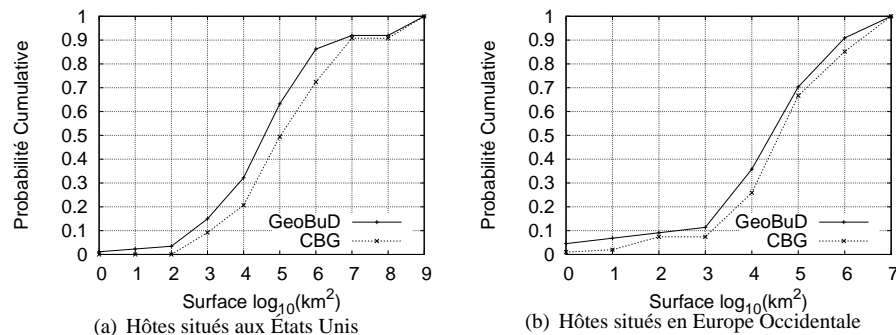 Probabilité Cumulative
1
0.9
0.8
0.7
0.6
0.5
0.4
0.3
0.2
0.1
0
GeoBuD
CBG
0 1 2 3 4 5 6 7 8 9
Surface log10(km2)
(a) Hôtes situés aux États Unis
Probabilité Cumulative
1
0.9
0.8
0.7
0.6
0.5
0.4
0.3
0.2
0.1
0
GeoBuD
CBG
0 1 2 3 4 5 6 7
Surface log10(km2)
(b) Hôtes situés en Europe Occidentale